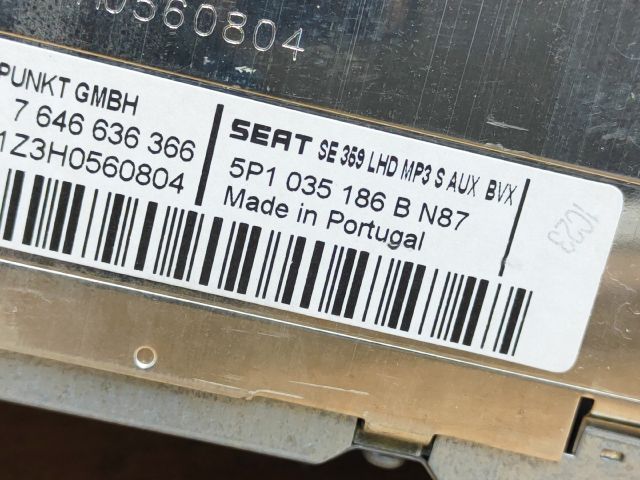 0560804
PUNKT GMBH
7 646 636 366
1Z3H0560804
SEAT SE 359 LHD MP3 S AUX BVX
5P1 035 186 B N87
Made in Portugal
1C23